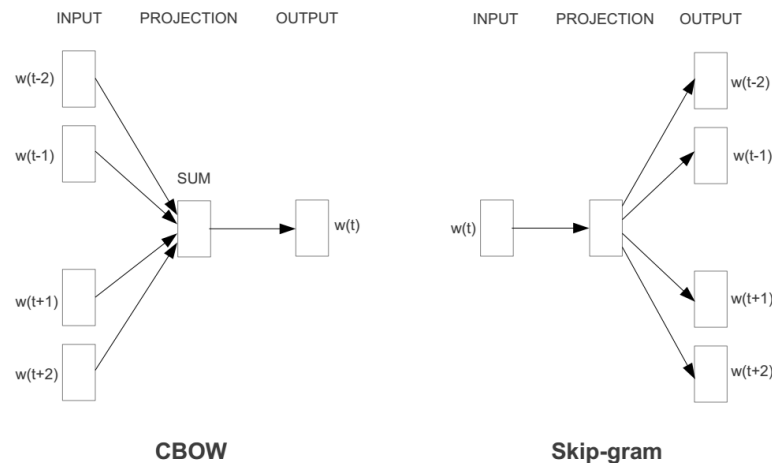 INPUT PROJECTION OUTPUT
w(t-2)
w(t-1)
SUM
w(t)
w(t+1)
w(t+2)
CBOW
INPUT PROJECTION OUTPUT
w(t-2)
w(t-1)
w(t)
w(t+1)
w(t+2)
Skip-gram